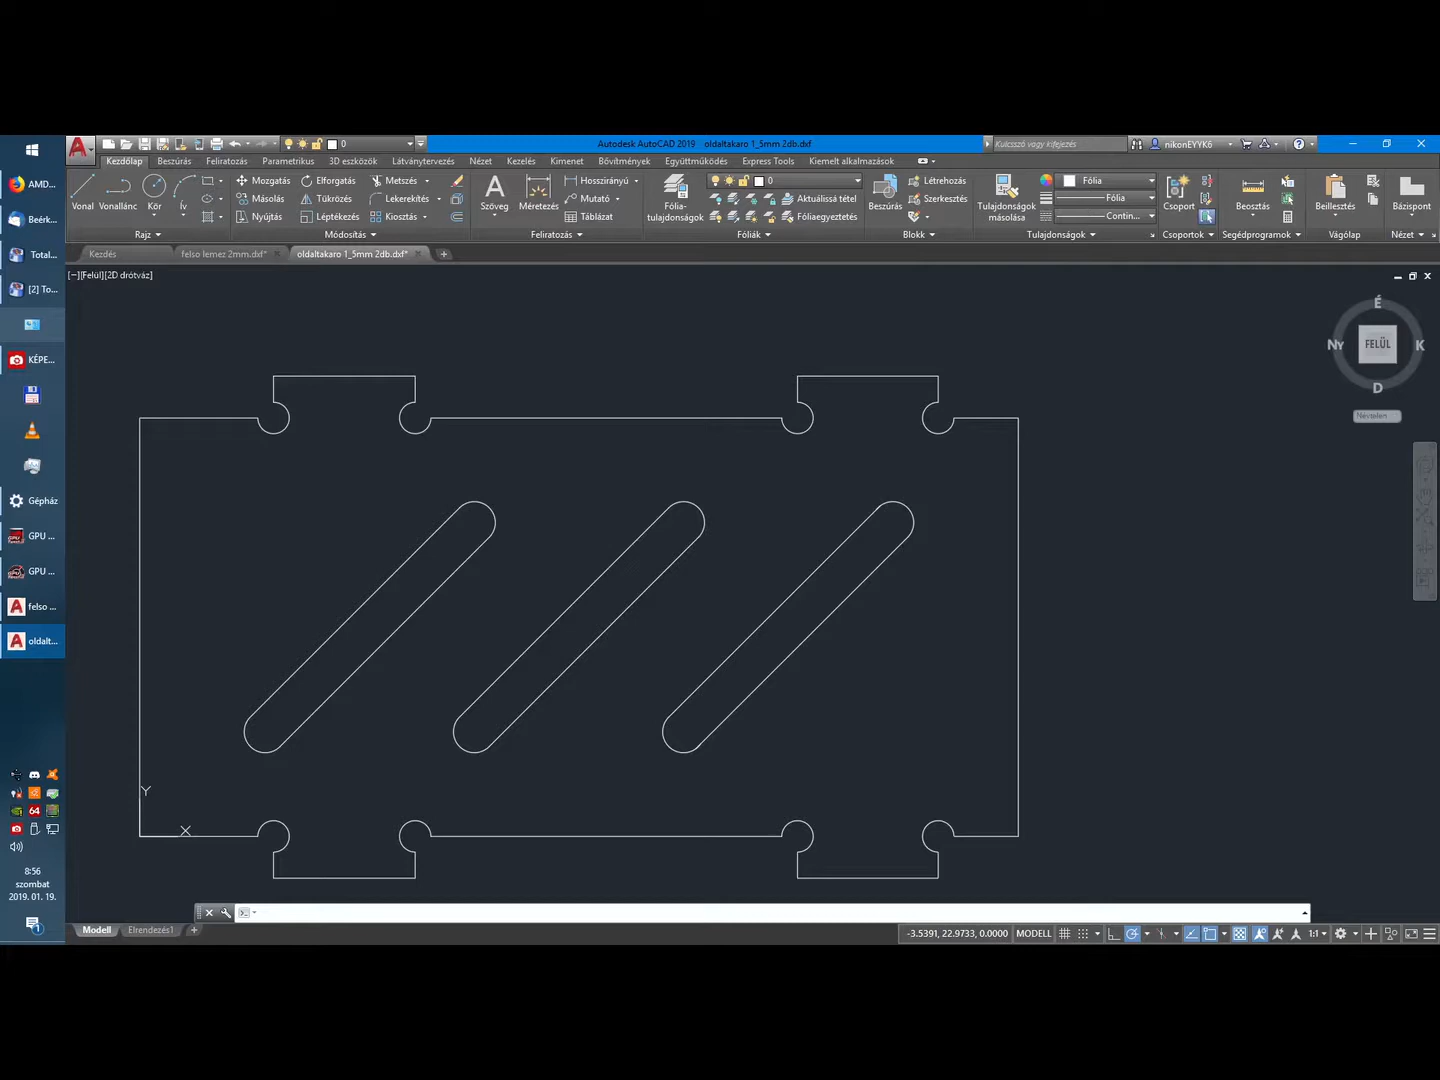 Autodesk AutoCAD 2019 oldaltakaro 1_5mm 2db.dxf
Kulcsszó vagy kifejezés
nikonEYYK6
0
Kezdőlap Beszúrás Feliratozás Parametrikus 3D eszközök Látványtervezés Nézet Kezelés Kimenet Bővítmények Együttműködés Express Tools Kiemelt alkalmazások
Vonal Vonallánc Kör Ív
Rajz
Mozgatás Elforgatás Metszés
Másolás Tükrözés Lekerekítés
Nyújtás Léptékezés Kiosztás
Módosítás
Szöveg Méretezés
Hosszirányú
Mutató
Táblázat
Feliratozás
Fólia-
tulajdonságok
0
Aktuálissá tétel
Fóliaegyeztetés
Fóliák
Beszúrás
Létrehozás
Szerkesztés
Blokk
Tulajdonságok
másolása
Fólia
Fólia
Contin...
Tulajdonságok
Csoport
Csoportok
Beosztás
Segédprogramok
Beillesztés
Vágólap
Bázispont
Nézet
Kezdés felso lemez 2mm.dxf* oldaltakaro 1_5mm 2db.dxf*
[−][Felül][2D drótváz]
É
NY FELÜL K
D
Névtelen
Y
X
AMD...
Beérk...
Total...
[2] To...
KÉPE...
Gépház
GPU ...
GPU ...
felso ...
oldalt...
64
8:56
szombat
2019. 01. 19.
1
Modell Elrendezés1
-3.5391, 22.9733, 0.0000 MODELL 1:1